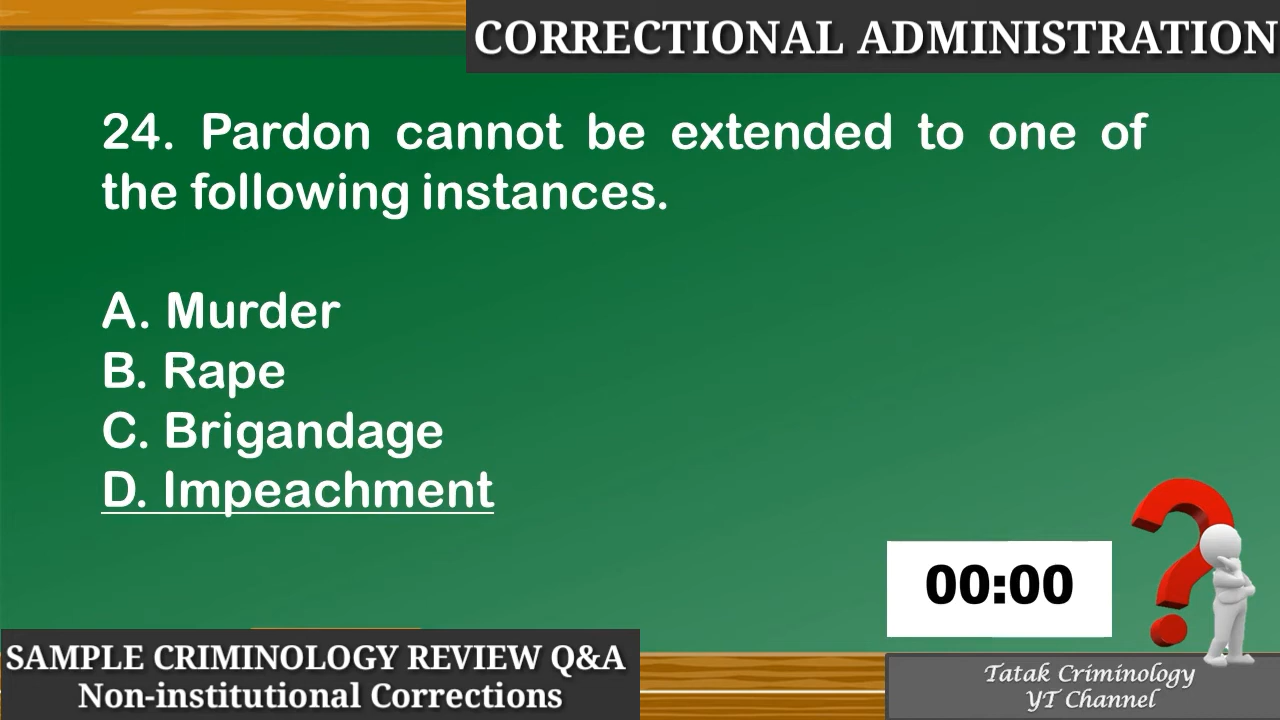 CORRECTIONAL ADMINISTRATION
24. Pardon cannot be extended to one of
the following instances.
A. Murder
B. Rape
C. Brigandage
D. Impeachment
00:00
SAMPLE CRIMINOLOGY REVIEW Q&A
Non-institutional Corrections
Tatak Criminology
YT Channel